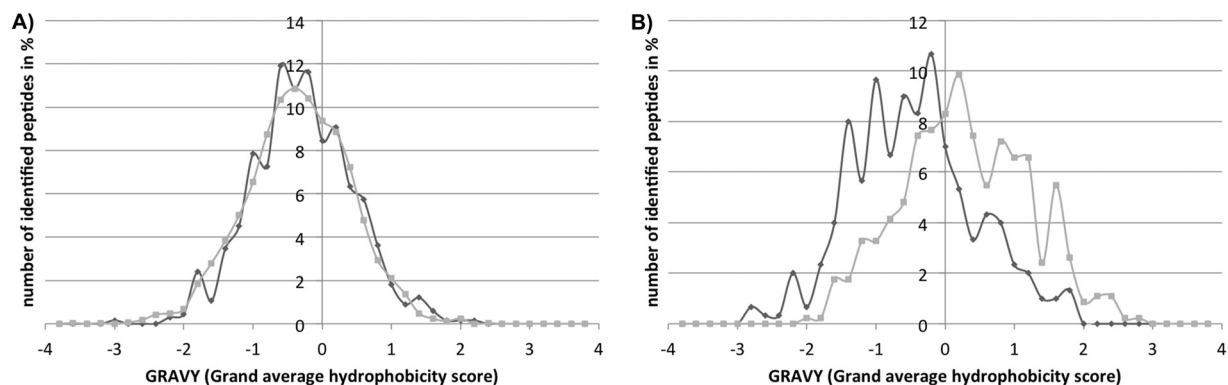 A)
number of identified peptides in %
14
12
10
8
6
4
2
0
-4 -3 -2 -1 0 1 2 3 4
GRAVY (Grand average hydrophobicity score)
B)
number of identified peptides in %
12
10
8
6
4
2
0
-4 -3 -2 -1 0 1 2 3 4
GRAVY (Grand average hydrophobicity score)